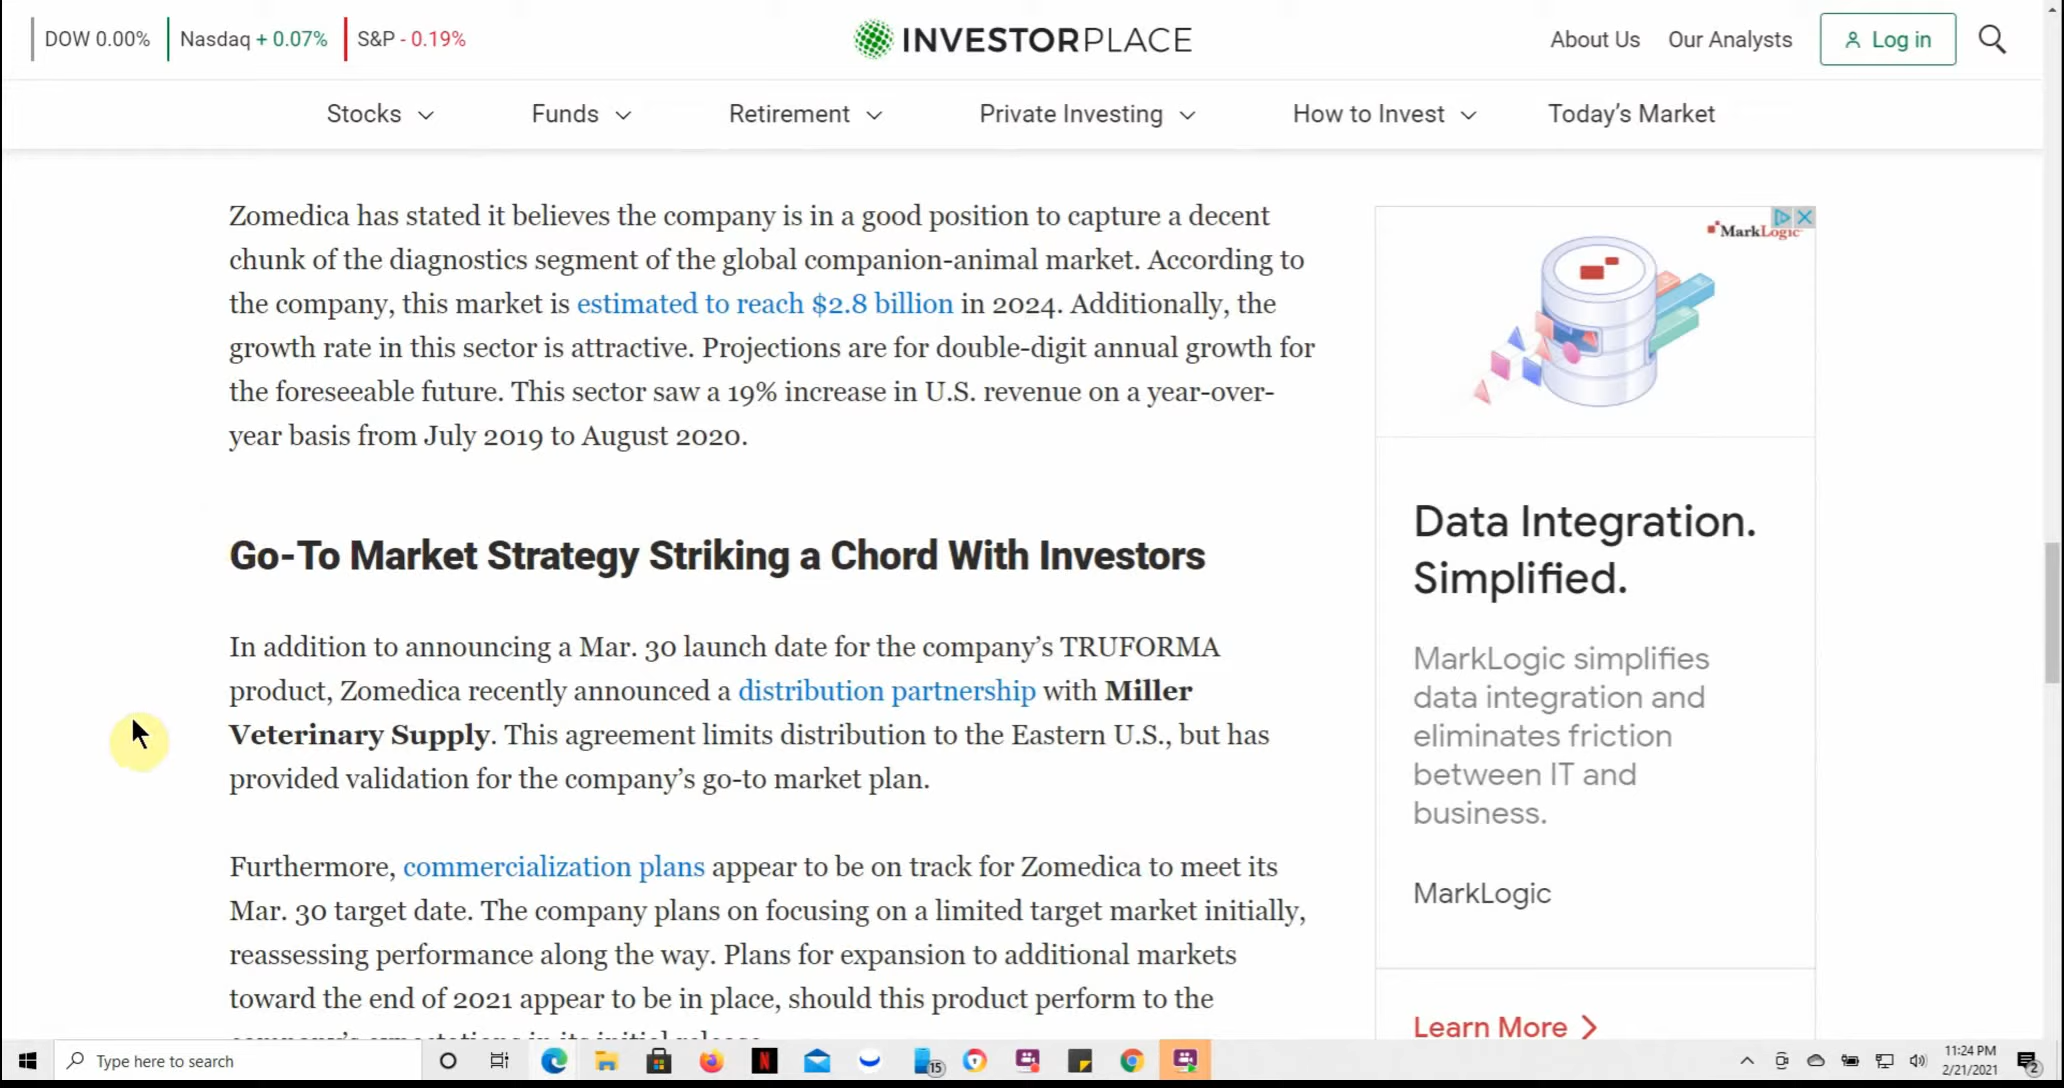 DOW 0.00%
Nasdaq + 0.07%
S&P - 0.19%
INVESTORPLACE
About Us
Our Analysts
Log in
Stocks
Funds
Retirement
Private Investing
How to Invest
Today's Market
Zomedica has stated it believes the company is in a good position to capture a decent
chunk of the diagnostics segment of the global companion-animal market. According to
the company, this market is estimated to reach $2.8 billion in 2024. Additionally, the
growth rate in this sector is attractive. Projections are for double-digit annual growth for
the foreseeable future. This sector saw a 19% increase in U.S. revenue on a year-over-
year basis from July 2019 to August 2020.
Go-To Market Strategy Striking a Chord With Investors
In addition to announcing a Mar. 30 launch date for the company’s TRUFORMA
product, Zomedica recently announced a distribution partnership with Miller
Veterinary Supply. This agreement limits distribution to the Eastern U.S., but has
provided validation for the company’s go-to market plan.
Furthermore, commercialization plans appear to be on track for Zomedica to meet its
Mar. 30 target date. The company plans on focusing on a limited target market initially,
reassessing performance along the way. Plans for expansion to additional markets
toward the end of 2021 appear to be in place, should this product perform to the
company’s expectations in its initial release
MarkLogic
Data Integration.
Simplified.
MarkLogic simplifies
data integration and
eliminates friction
between IT and
business.
MarkLogic
Learn More
Type here to search
15
11:24 PM
2/21/2021
2